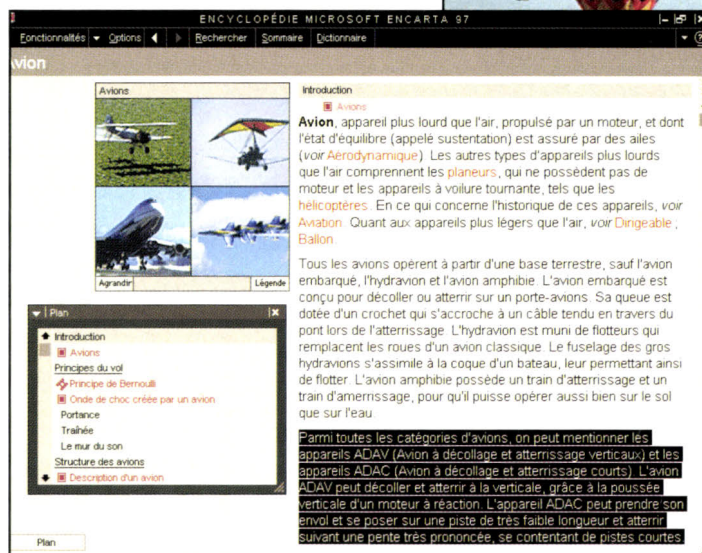 ENCYCLOPÉDIE MICROSOFT ENCARTA 97
Fonctionnalités Options Rechercher Sommaire Dictionnaire
Avion
Avions
Agrandir Légende
Plan
Introduction
Avions
Principes du vol
Principe de Bernoulli
Onde de choc créée par un avion
Portance
Traînée
Le mur du son
Structure des avions
Description d'un avion
Plan
Introduction
Avions
Avion, appareil plus lourd que l'air, propulsé par un moteur, et dont
l'état d'équilibre (appelé sustentation) est assuré par des ailes
(voir Aérodynamique). Les autres types d'appareils plus lourds
que l'air comprennent les planeurs, qui ne possèdent pas de
moteur et les appareils à voilure tournante, tels que les
hélicoptères. En ce qui concerne l'historique de ces appareils, voir
Aviation. Quant aux appareils plus légers que l'air, voir Dirigeable ;
Ballon.
Tous les avions opèrent à partir d'une base terrestre, sauf l'avion
embarqué, l'hydravion et l'avion amphibie. L'avion embarqué est
conçu pour décoller ou atterrir sur un porte-avions. Sa queue est
dotée d'un crochet qui s'accroche à un câble tendu en travers du
pont lors de l'atterrissage. L'hydravion est muni de flotteurs qui
remplacent les roues d'un avion classique. Le fuselage des gros
hydravions s'assimile à la coque d'un bateau, leur permettant ainsi
de flotter. L'avion amphibie possède un train d'atterrissage et un
train d'amerrissage, pour qu'il puisse opérer aussi bien sur le sol
que sur l'eau.
Parmi toutes les catégories d'avions, on peut mentionner les
appareils ADAV (Avion à décollage et atterrissage verticaux) et les
appareils ADAC (Avion à décollage et atterrissage courts). L'avion
ADAV peut décoller et atterrir à la verticale, grâce à la poussée
verticale d'un moteur à réaction. L'appareil ADAC peut prendre son
envol et se poser sur une piste de très faible longueur et atterrir
suivant une pente très prononcée, se contentant de pistes courtes.